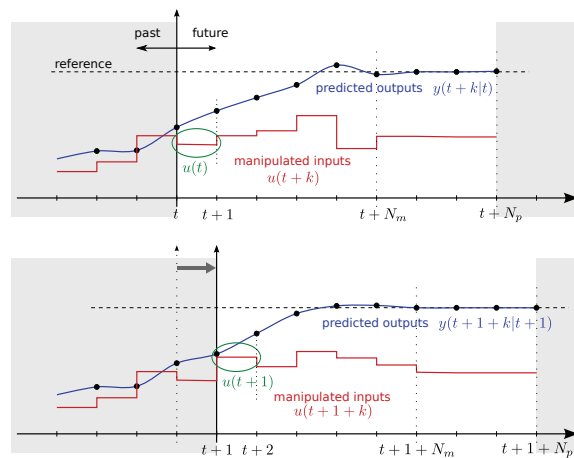 past future
reference
predicted outputs y(t + k|t)
manipulated inputs
u(t + k)
u(t)
t t + 1 t + N_m t + N_p
predicted outputs y(t + 1 + k|t + 1)
u(t + 1)
manipulated inputs
u(t + 1 + k)
t + 1 t + 2 t + 1 + N_m t + 1 + N_p